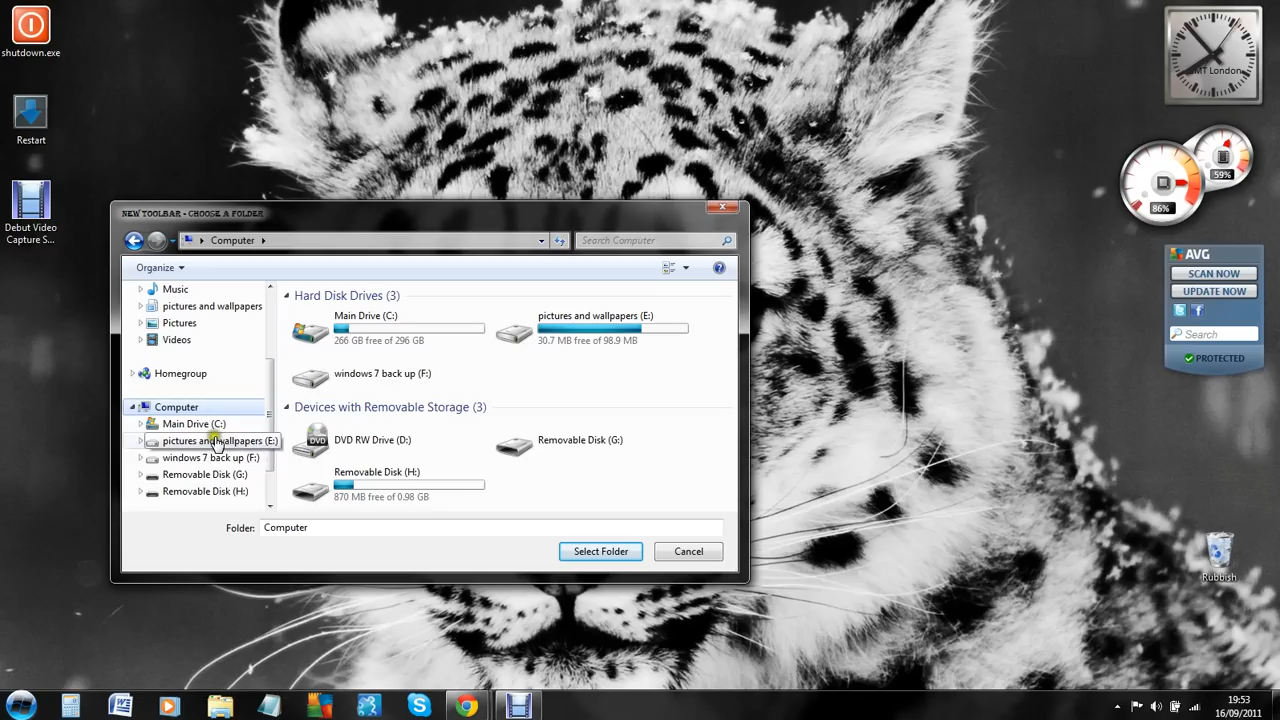 shutdown.exe
Restart
Debut Video
Capture S...
GMT London
59%
86%
AVG
SCAN NOW
UPDATE NOW
Search
PROTECTED
Rubbish
NEW TOOLBAR - CHOOSE A FOLDER
Computer
Search Computer
Organize
Music
pictures and wallpapers
Pictures
Videos
Homegroup
Computer
Main Drive (C:)
pictures and wallpapers (E:)
windows 7 back up (F:)
Removable Disk (G:)
Removable Disk (H:)
Hard Disk Drives (3)
Main Drive (C:)
266 GB free of 296 GB
pictures and wallpapers (E:)
30.7 MB free of 98.9 MB
windows 7 back up (F:)
Devices with Removable Storage (3)
DVD
DVD RW Drive (D:)
Removable Disk (G:)
Removable Disk (H:)
870 MB free of 0.98 GB
Folder: Computer
Select Folder
Cancel
19:53
16/09/2011